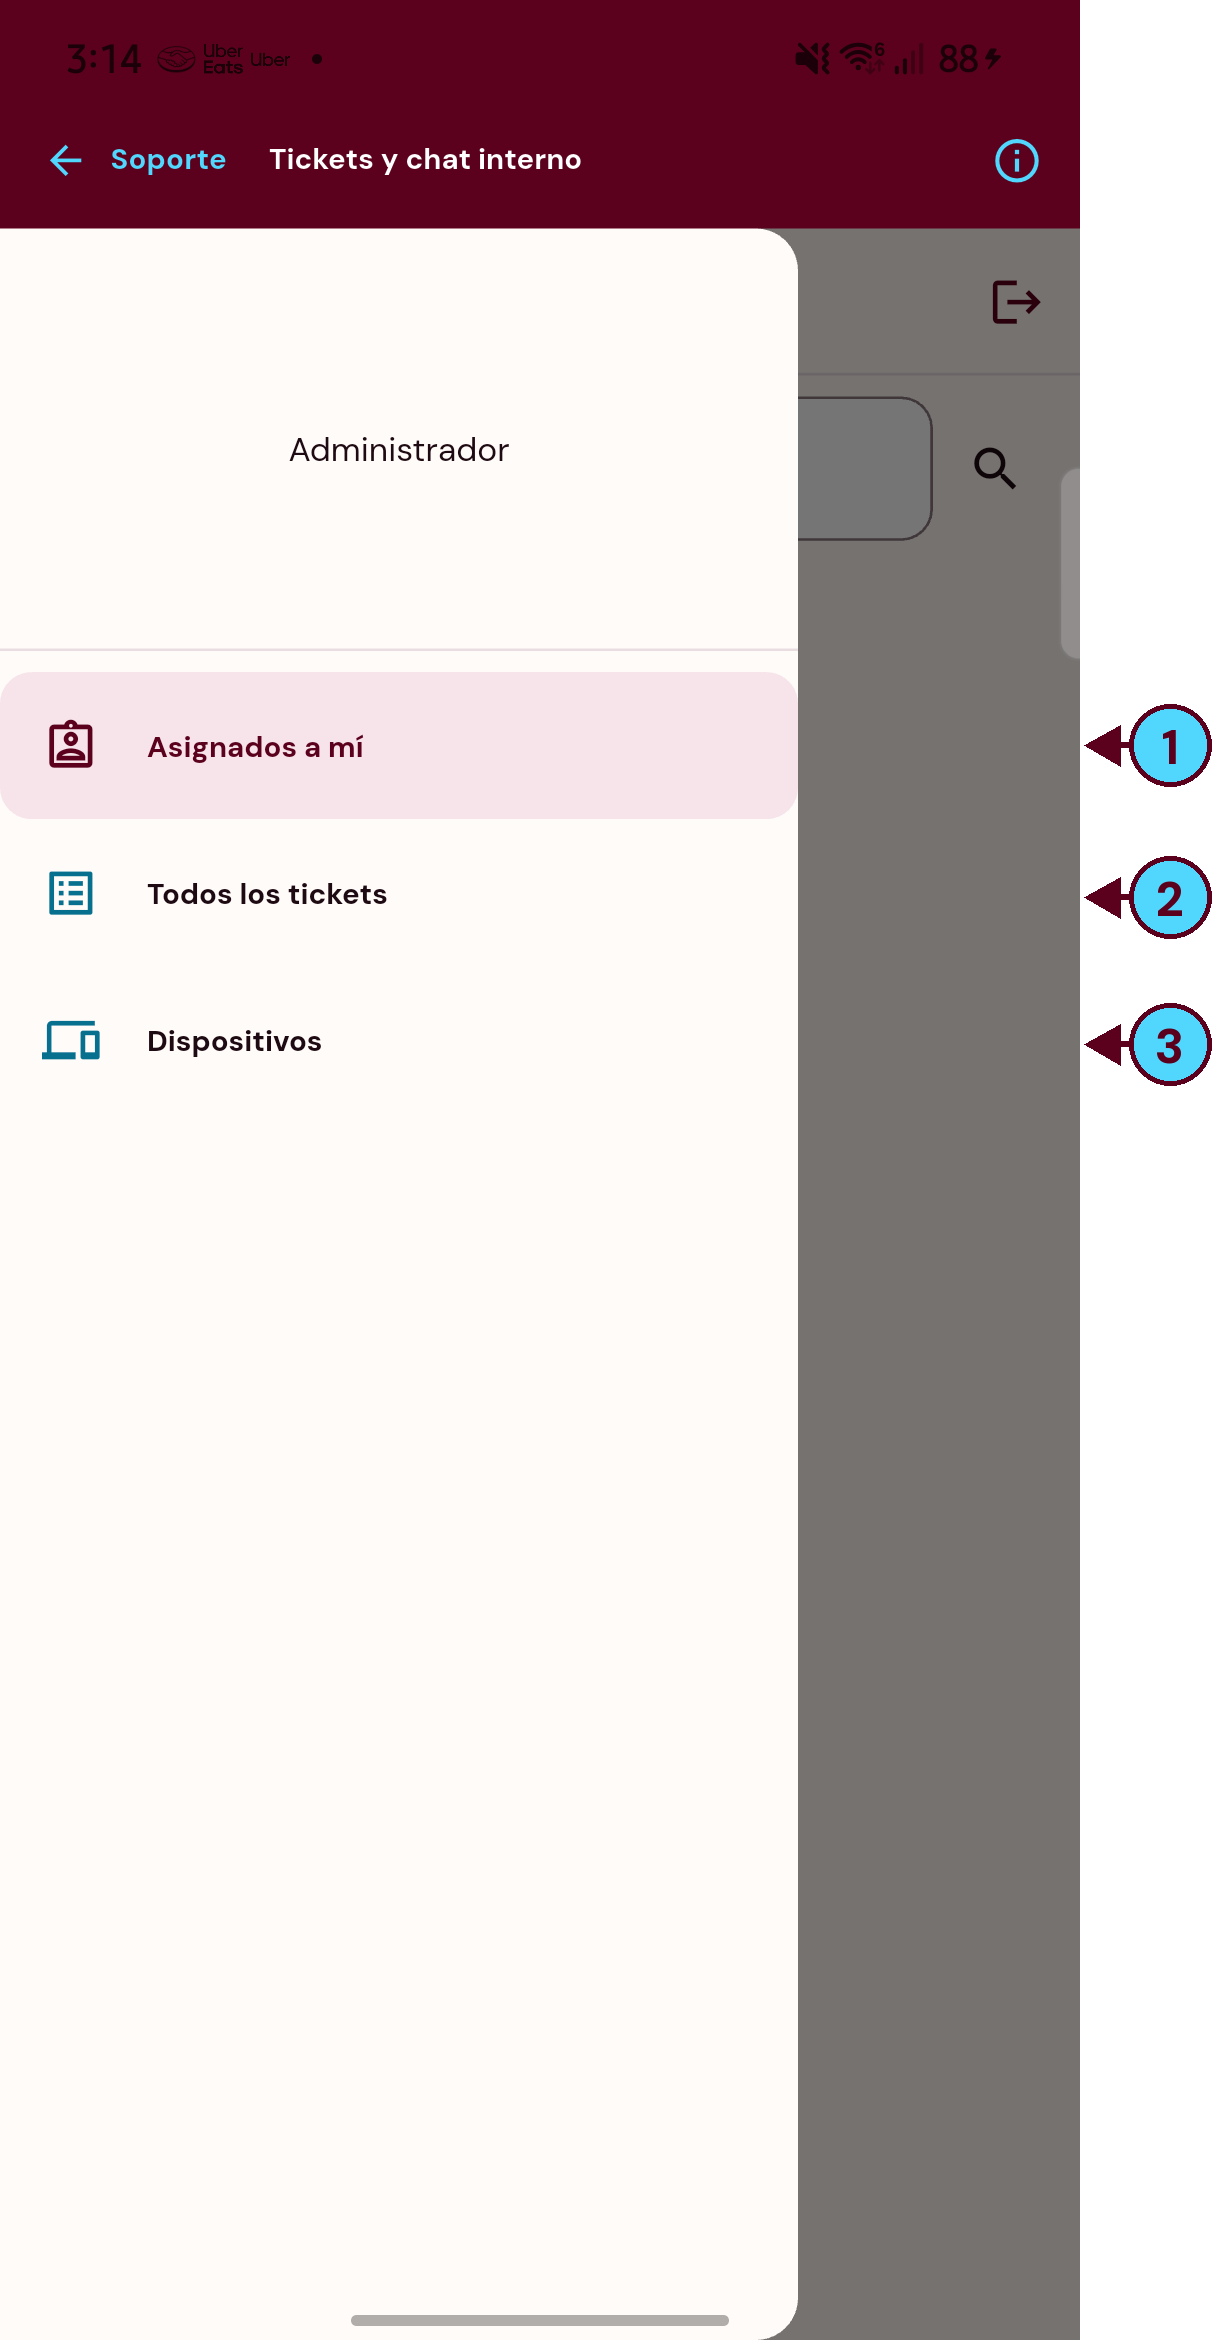 3:14 Uber Eats Uber 6 88
Soporte Tickets y chat interno
Administrador
Asignados a mí
1
Todos los tickets
2
Dispositivos
3